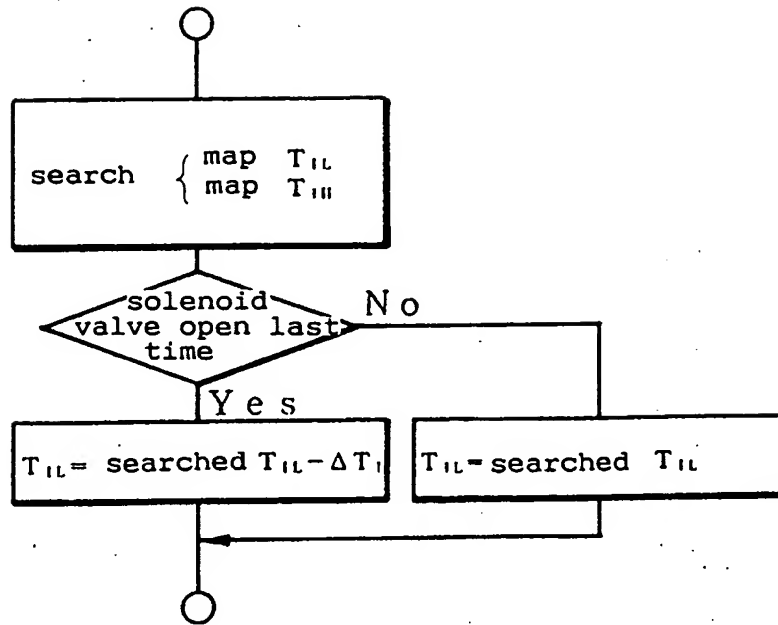 search { map T₁L
map T₁H
solenoid
valve open last
time
No
Yes
T₁L= searched T₁L-ΔT₁
T₁L=searched T₁L